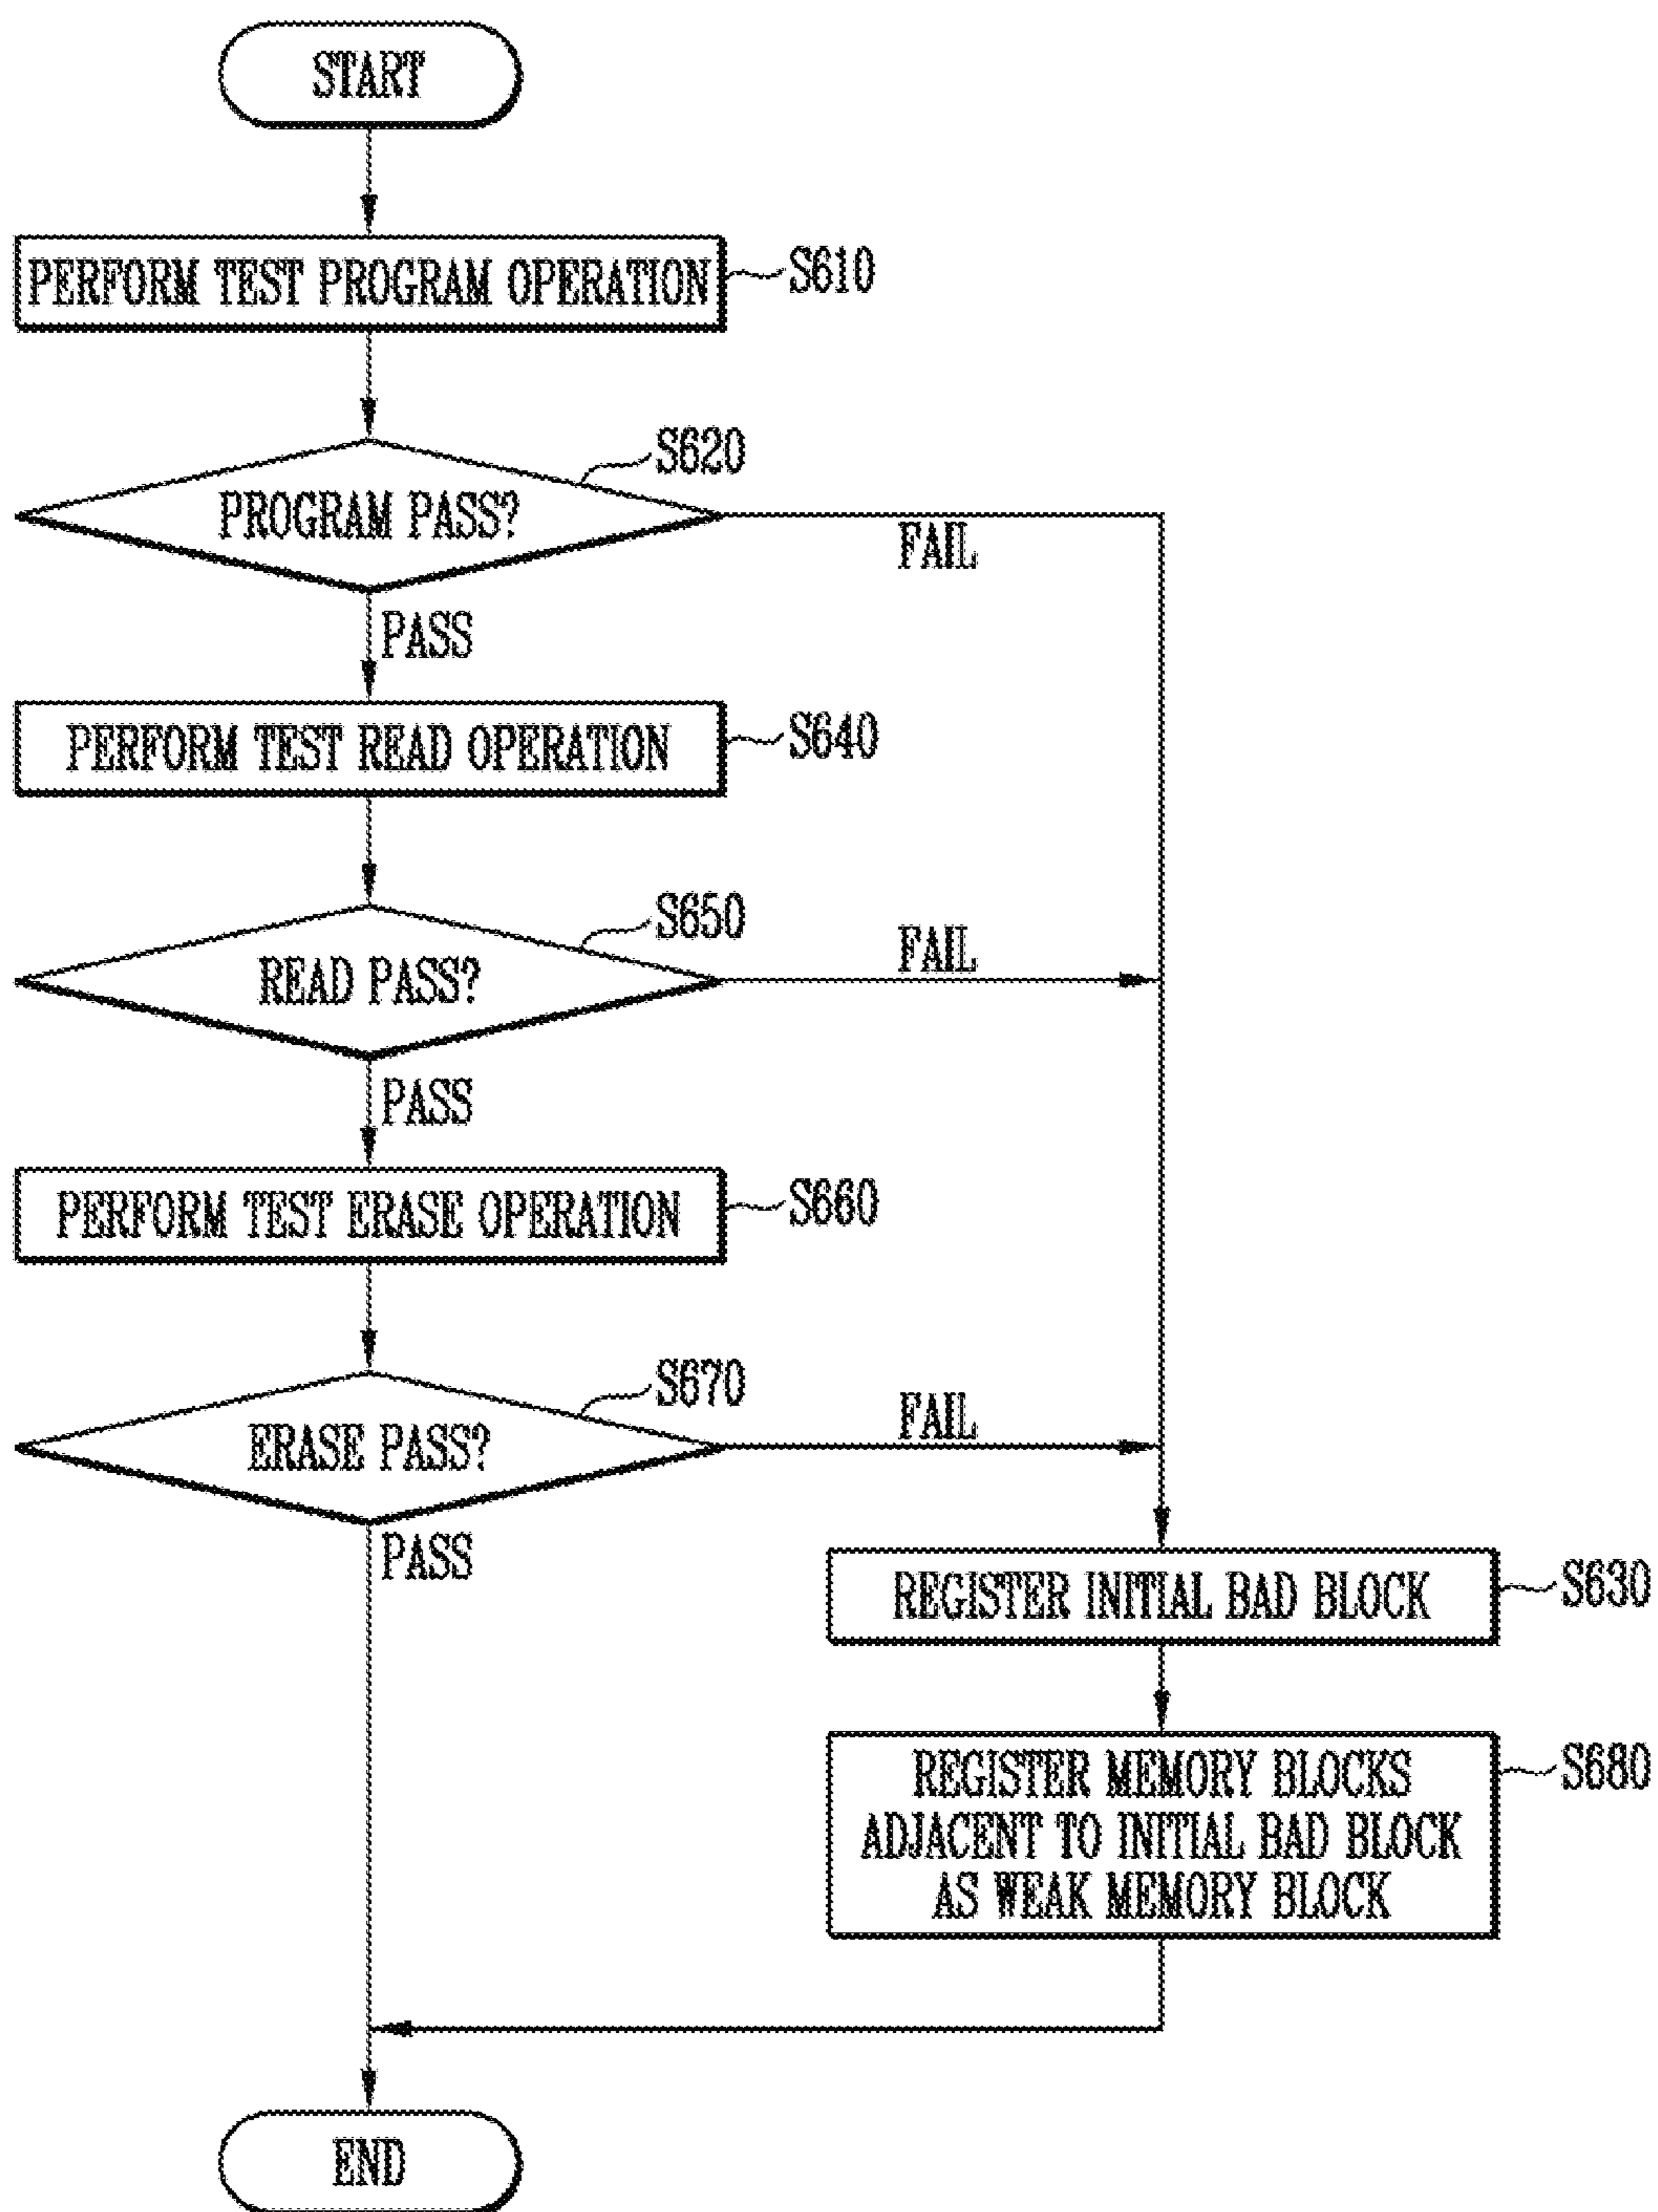 START
PERFORM TEST PROGRAM OPERATION
S610
S620
PROGRAM PASS?
FAIL
PASS
PERFORM TEST READ OPERATION
S640
S650
READ PASS?
FAIL
PASS
PERFORM TEST ERASE OPERATION
S660
S670
ERASE PASS?
FAIL
PASS
REGISTER INITIAL BAD BLOCK
S630
REGISTER MEMORY BLOCKS
ADJACENT TO INITIAL BAD BLOCK
AS WEAK MEMORY BLOCK
S680
END